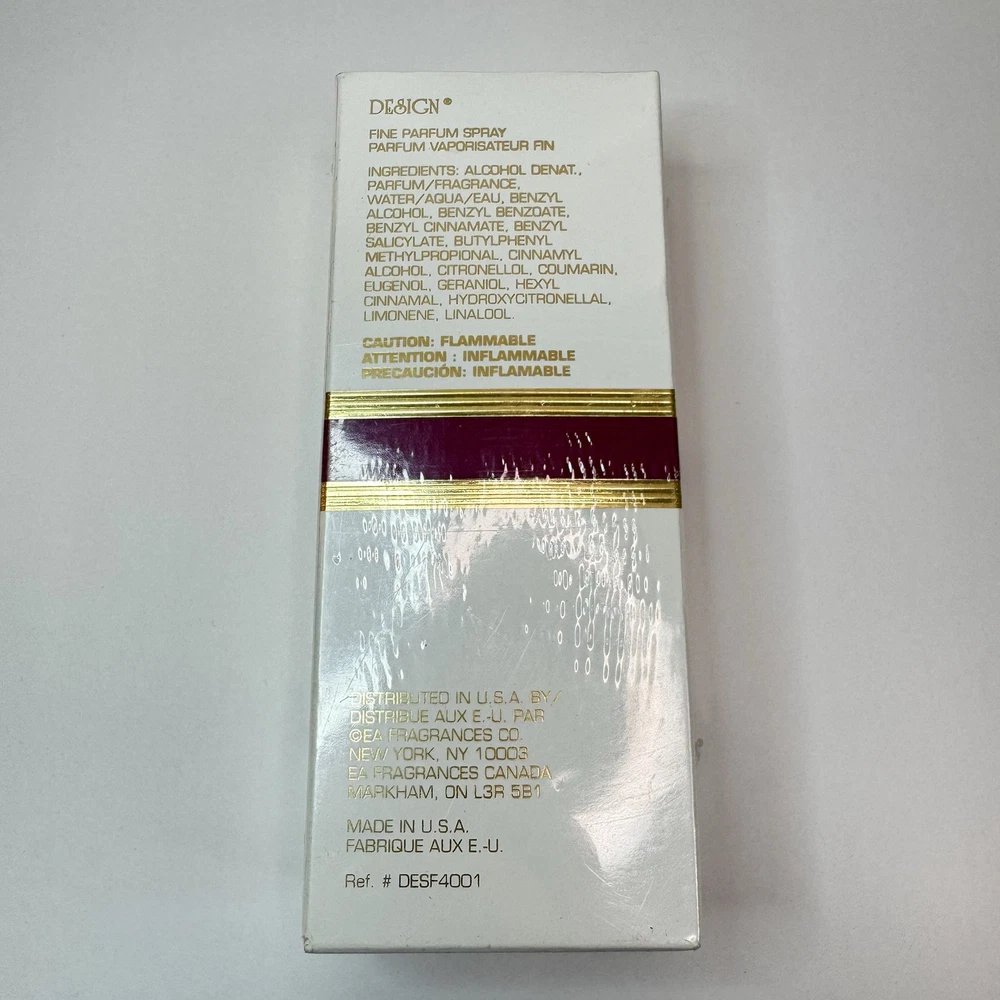 DESIGN®
FINE PARFUM SPRAY
PARFUM VAPORISATEUR FIN
INGREDIENTS: ALCOHOL DENAT.,
PARFUM/FRAGRANCE,
WATER/AQUA/EAU, BENZYL
ALCOHOL, BENZYL BENZOATE,
BENZYL CINNAMATE, BENZYL
SALICYLATE, BUTYLPHENYL
METHYLPROPIONAL, CINNAMYL
ALCOHOL, CITRONELLOL, COUMARIN,
EUGENOL, GERANIOL, HEXYL
CINNAMAL, HYDROXYCITRONELLAL,
LIMONENE, LINALOOL.
CAUTION: FLAMMABLE
ATTENTION : INFLAMMABLE
PRECAUCIÓN: INFLAMABLE
DISTRIBUTED IN U.S.A. BY/
DISTRIBUE AUX E.-U. PAR
©EA FRAGRANCES CO.
NEW YORK, NY 10003
EA FRAGRANCES CANADA
MARKHAM, ON L3R 5B1
MADE IN U.S.A.
FABRIQUE AUX E.-U.
Ref. # DESF4001